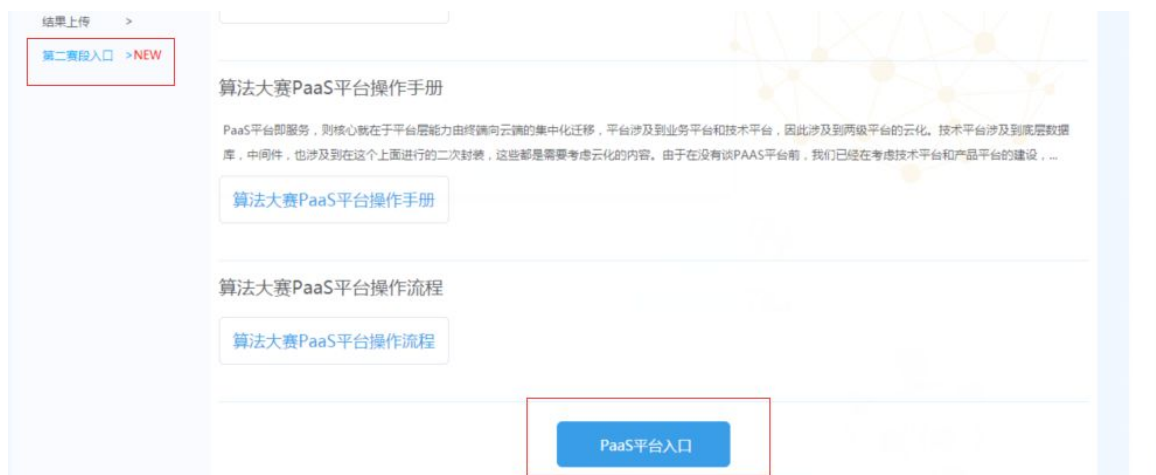 结果上传 >
第二赛段入口 >NEW
算法大赛PaaS平台操作手册
PaaS平台即服务，则核心就在于平台层能力由终端向云端的集中化迁移，平台涉及到业务平台和技术平台，因此涉及到两级平台的云化。技术平台涉及到底层数据
库，中间件，也涉及到在这个上面进行的二次封装，这些都是需要考虑云化的内容。由于在没有谈PAAS平台前，我们已经在考虑技术平台和产品平台的建设，...
算法大赛PaaS平台操作手册
算法大赛PaaS平台操作流程
算法大赛PaaS平台操作流程
PaaS平台入口